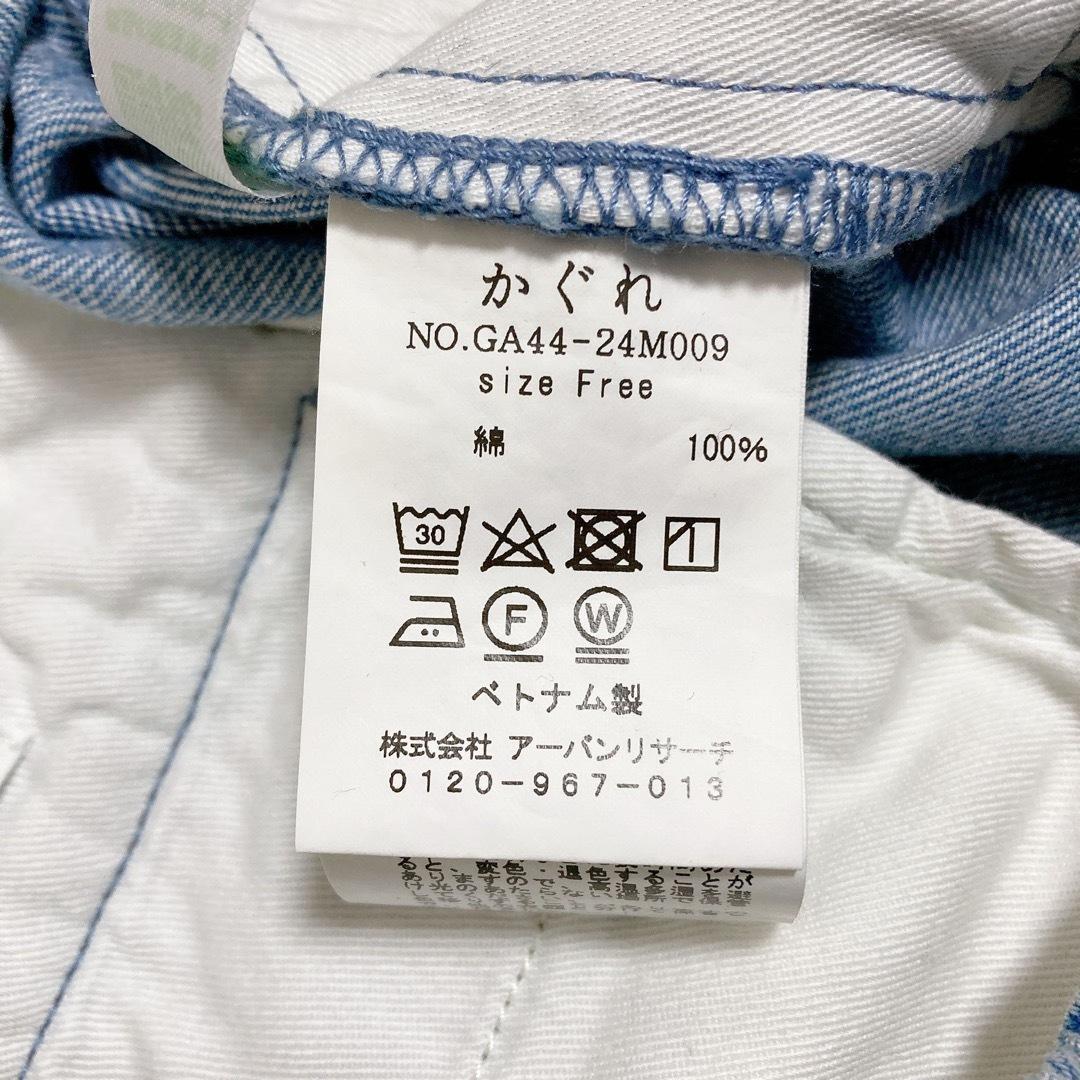 かぐれ
NO.GA44-24M009
size Free
綿 100%
30
F W
ベトナム製
株式会社 アーバンリサーチ
0120-967-013